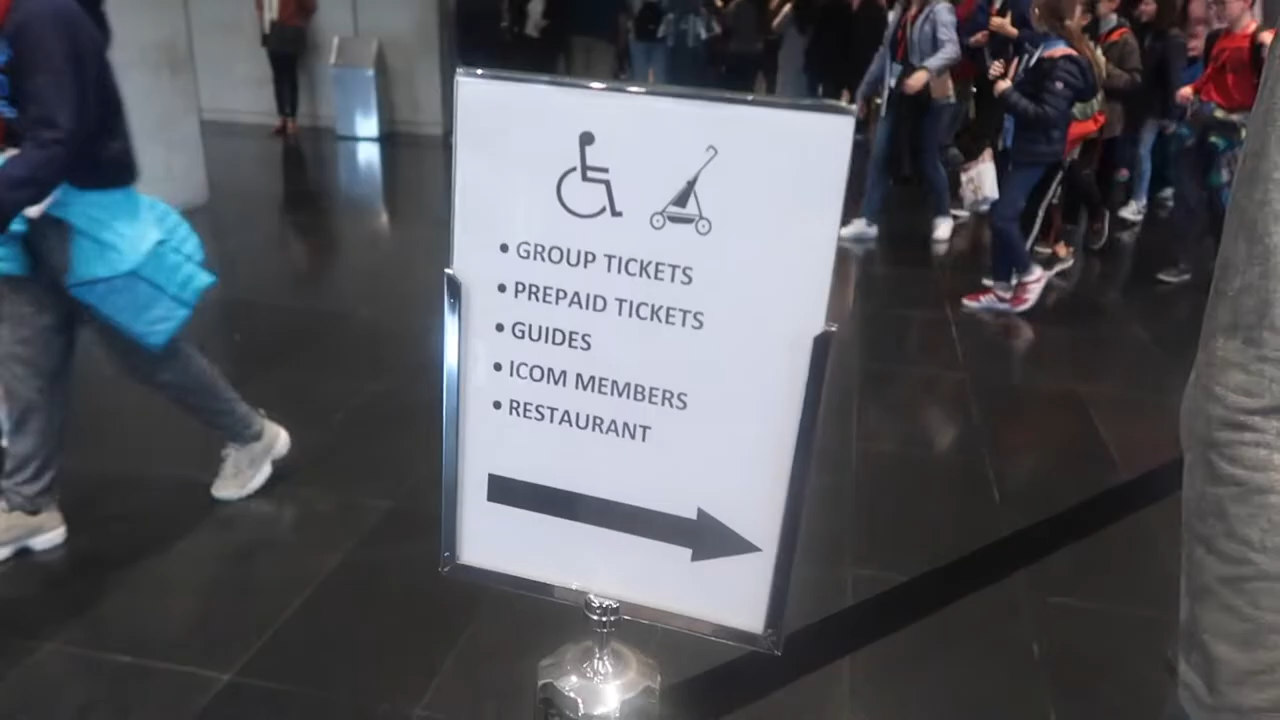 • GROUP TICKETS
• PREPAID TICKETS
• GUIDES
• ICOM MEMBERS
• RESTAURANT